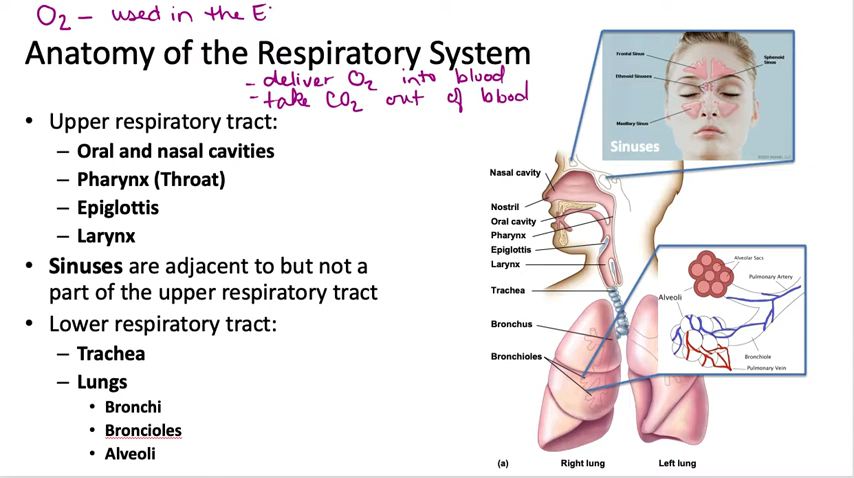 O2 - used in the E
Anatomy of the Respiratory System
- deliver O2 into blood
- take CO2 out of blood
• Upper respiratory tract:
– Oral and nasal cavities
– Pharynx (Throat)
– Epiglottis
– Larynx
• Sinuses are adjacent to but not a
part of the upper respiratory tract
• Lower respiratory tract:
– Trachea
– Lungs
• Bronchi
• Broncioles
• Alveoli
Frontal Sinus
Sphenoid
Sinus
Ethmoid Sinuses
Maxillary Sinus
Sinuses
Nasal cavity
Nostril
Oral cavity
Pharynx
Epiglottis
Larynx
Trachea
Bronchus
Bronchioles
Alveolar Sacs
Pulmonary Artery
Alveoli
Bronchiole
Pulmonary Vein
(a)
Right lung
Left lung